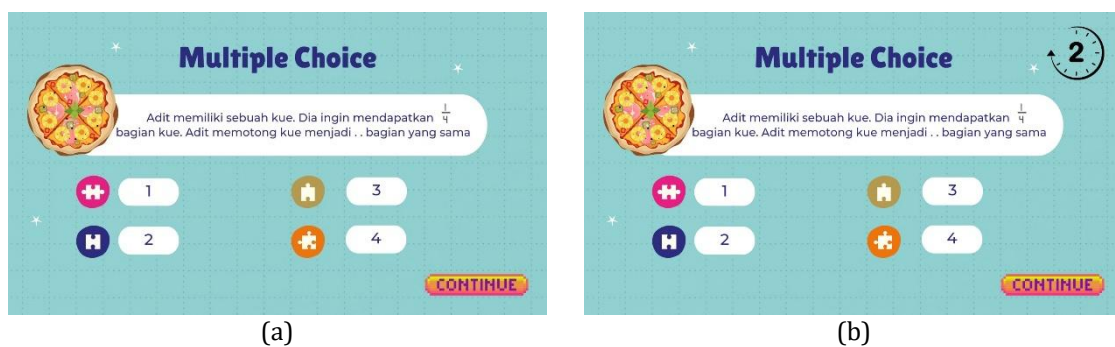 Multiple Choice
Adit memiliki sebuah kue. Dia ingin mendapatkan 1/4
bagian kue. Adit memotong kue menjadi . . bagian yang sama
1
3
2
4
CONTINUE
(a)
2
Multiple Choice
Adit memiliki sebuah kue. Dia ingin mendapatkan 1/4
bagian kue. Adit memotong kue menjadi . . bagian yang sama
1
3
2
4
CONTINUE
(b)